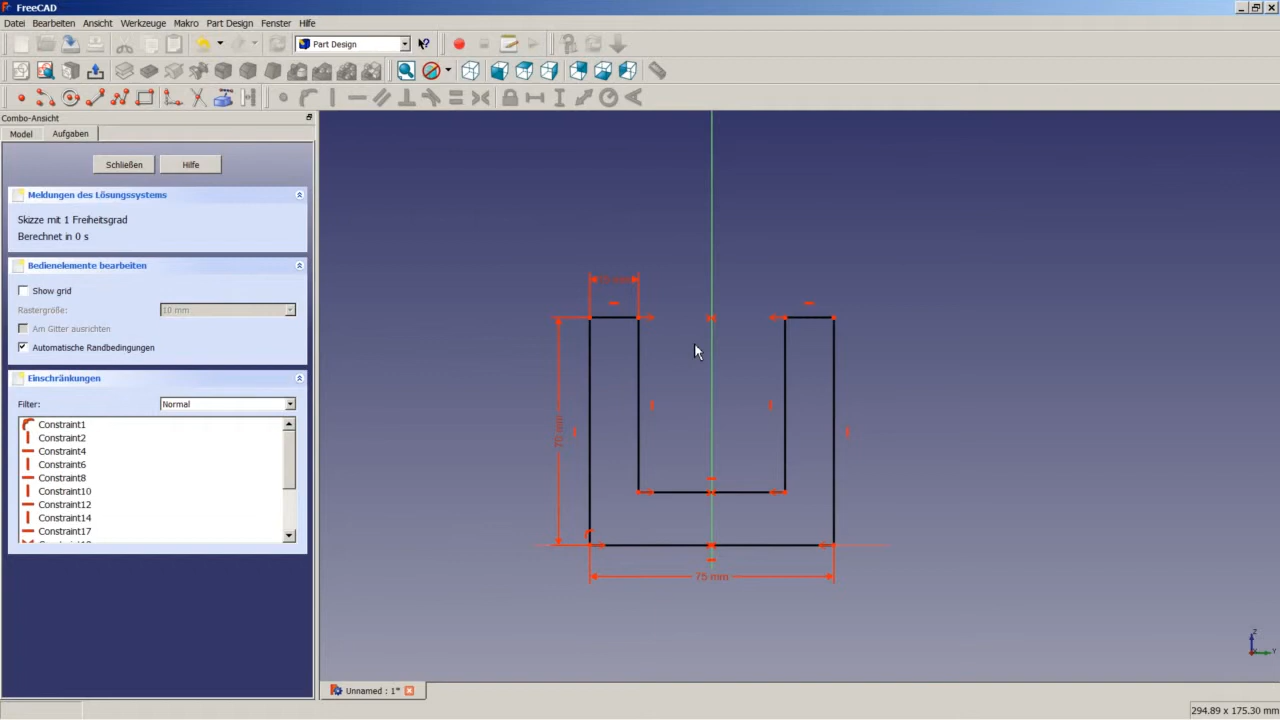 FreeCAD
Datei Bearbeiten Ansicht Werkzeuge Makro Part Design Fenster Hilfe
Part Design
Combo-Ansicht
Model Aufgaben
Schließen Hilfe
Meldungen des Lösungssystems
Skizze mit 1 Freiheitsgrad
Berechnet in 0 s
Bedienelemente bearbeiten
Show grid
Rastergröße: 10 mm
Am Gitter ausrichten
Automatische Randbedingungen
Einschränkungen
Filter: Normal
Constraint1
Constraint2
Constraint4
Constraint6
Constraint8
Constraint10
Constraint12
Constraint14
Constraint17
70 mm
75 mm
Z
Y
Unnamed : 1*
294.89 x 175.30 mm